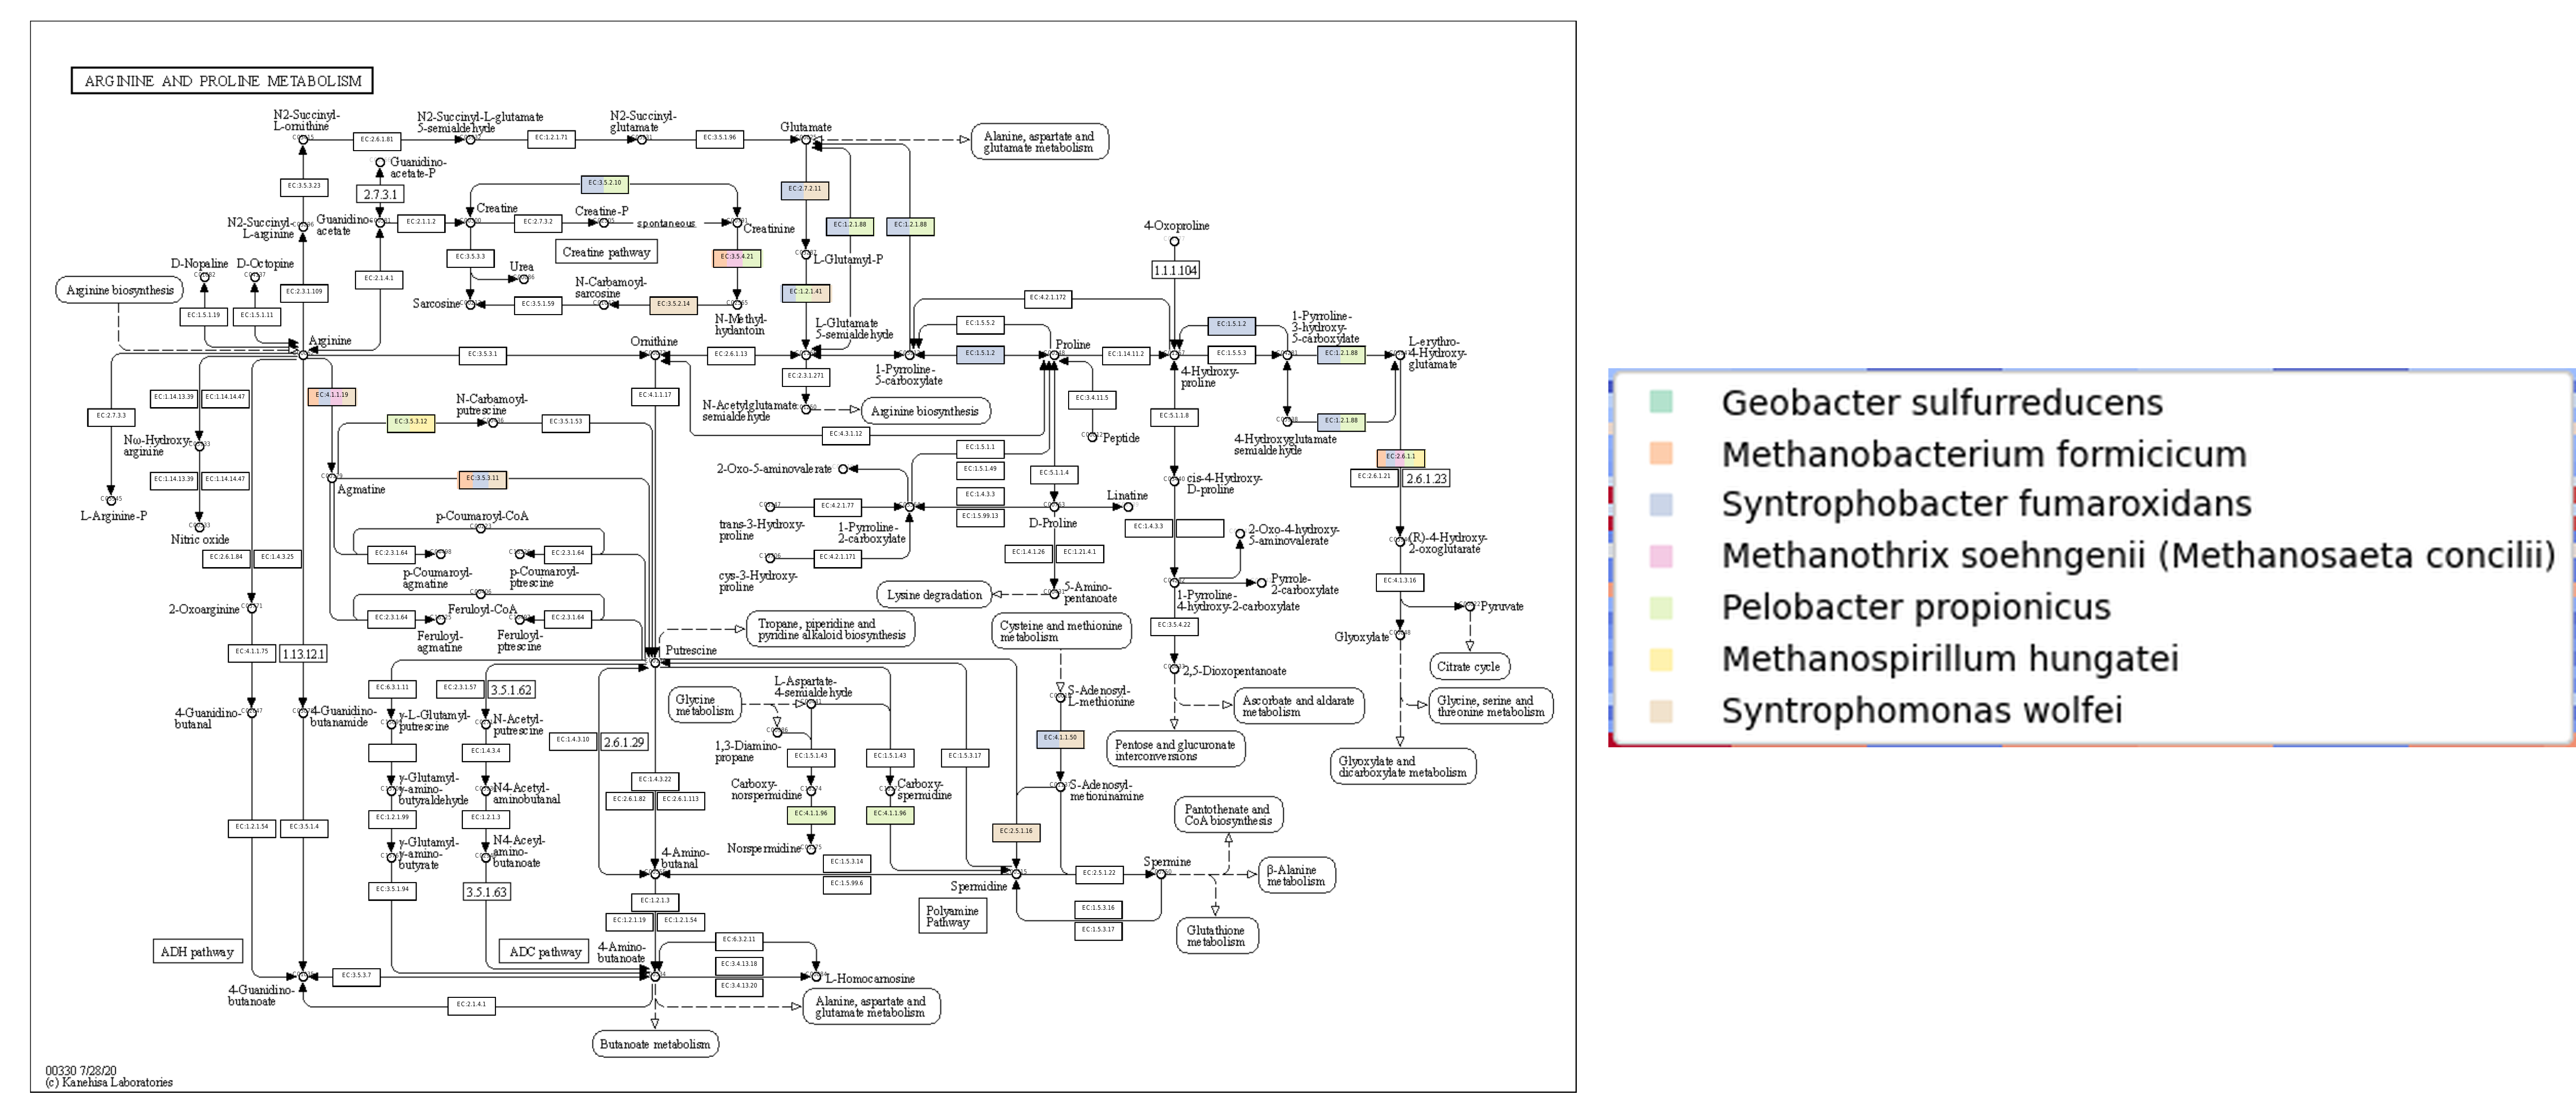 ARGININE AND PROLINE METABOLISM
N2-Succinyl-
L-ornithine
EC:2.6.1.81
N2-Succinyl-L-glutamate
5-semialdehyde
EC:1.2.1.71
N2-Succinyl-
glutamate
EC:3.5.1.96
Glutamate
Alanine, aspartate and
glutamate metabolism
Guanidino-
acetate-P
EC:3.5.3.23
2.7.3.1
EC:3.5.2.10
EC:2.7.2.11
N2-Succinyl-
L-arginine
Guanidino-
acetate
EC:2.1.1.2
Creatine
EC:2.7.3.2
Creatine-P
spontaneous
Creatinine
EC:1.2.1.88
EC:1.2.1.88
4-Oxoproline
Creatine pathway
EC:3.5.3.3
EC:3.5.4.21
L-Glutamyl-P
D-Nopaline
D-Octopine
Urea
1.1.1.104
Arginine biosynthesis
EC:2.3.1.109
EC:2.1.4.1
N-Carbamoyl-
sarcosine
Sarcosine
EC:3.5.1.59
EC:3.5.2.14
EC:1.2.1.41
EC:4.2.1.172
EC:1.5.1.19
EC:1.5.1.11
N-Methyl-
hydantoin
L-Glutamate
5-semialdehyde
EC:1.5.5.2
EC:1.5.1.2
1-Pyrroline-
3-hydroxy-
5-carboxylate
Arginine
EC:3.5.3.1
Ornithine
EC:2.6.1.13
EC:1.5.1.2
Proline
EC:1.14.11.2
EC:1.5.5.3
EC:1.2.1.88
L-erythro-
4-Hydroxy-
glutamate
1-Pyrroline-
5-carboxylate
4-Hydroxy-
proline
EC:2.3.1.271
EC:1.14.13.39
EC:1.14.14.47
EC:4.1.1.19
EC:4.1.1.17
EC:3.4.11.5
N-Carbamoyl-
putrescine
N-Acetylglutamate
semialdehyde
Arginine biosynthesis
EC:2.7.3.3
EC:3.5.3.12
EC:3.5.1.53
EC:4.3.1.12
Peptide
EC:5.1.1.8
EC:1.2.1.88
4-Hydroxyglutamate
semialdehyde
Nω-Hydroxy-
arginine
EC:1.5.1.1
EC:2.6.1.1
2-Oxo-5-aminovalerate
EC:1.5.1.49
EC:5.1.1.4
EC:2.6.1.21
2.6.1.23
EC:1.14.13.39
EC:1.14.14.47
Agmatine
EC:3.5.3.11
cis-4-Hydroxy-
D-proline
L-Arginine-P
EC:4.2.1.77
EC:1.4.3.3
EC:1.5.99.13
Linatine
p-Coumaroyl-CoA
trans-3-Hydroxy-
proline
1-Pyrroline-
2-carboxylate
D-Proline
EC:1.4.3.3
2-Oxo-4-hydroxy-
5-aminovalerate
Nitric oxide
(R)-4-Hydroxy-
2-oxoglutarate
EC:2.6.1.84
EC:1.4.3.25
EC:2.3.1.64
EC:2.3.1.64
EC:4.2.1.171
EC:1.4.1.26
EC:1.21.4.1
p-Coumaroyl-
agmatine
p-Coumaroyl-
ptrescine
cys-3-Hydroxy-
proline
Pyrrole-
2-carboxylate
EC:4.1.3.16
Lysine degradation
5-Amino-
pentanoate
1-Pyrroline-
4-hydroxy-2-carboxylate
2-Oxoarginine
Feruloyl-CoA
EC:2.3.1.64
EC:2.3.1.64
Pyruvate
Feruloyl-
agmatine
Feruloyl-
ptrescine
Tropane, piperidine and
pyridine alkaloid biosynthesis
Cysteine and methionine
metabolism
EC:3.5.4.22
Glyoxylate
EC:4.1.1.75
1.13.12.1
Putrescine
2,5-Dioxopentanoate
Citrate cycle
EC:6.3.1.11
EC:2.3.1.57
3.5.1.62
L-Aspartate-
4-semialdehyde
S-Adenosyl-
L-methionine
Glycine
metabolism
Ascorbate and aldarate
metabolism
Glycine, serine and
threonine metabolism
4-Guanidino-
butanal
4-Guanidino-
butanamide
γ-L-Glutamyl-
putrescine
N-Acetyl-
putrescine
EC:1.4.3.10
2.6.1.29
EC:4.1.1.50
1,3-Diamino-
propane
EC:1.4.3.4
EC:1.5.1.43
EC:1.5.1.43
EC:1.5.3.17
Pentose and glucuronate
interconversions
Glyoxylate and
dicarboxylate metabolism
γ-Glutamyl-
γ-amino-
butyraldehyde
N4-Acetyl-
aminobutanal
EC:1.4.3.22
EC:2.6.1.82
EC:2.6.1.113
Carboxy-
norspermidine
Carboxy-
spermidine
S-Adenosyl-
metioninamine
EC:1.2.1.54
EC:3.5.1.4
EC:1.2.1.99
EC:1.2.1.3
EC:4.1.1.96
EC:4.1.1.96
EC:2.5.1.16
Pantothenate and
CoA biosynthesis
γ-Glutamyl-
γ-amino-
butyrate
N4-Aceyl-
amino-
butanoate
4-Amino-
butanal
Norspermidine
EC:1.5.3.14
EC:1.5.99.6
Spermidine
EC:2.5.1.22
Spermine
β-Alanine
metabolism
EC:3.5.1.94
3.5.1.63
EC:1.2.1.3
EC:1.2.1.19
EC:1.2.1.54
Polyamine
Pathway
EC:1.5.3.16
EC:1.5.3.17
Glutathione
metabolism
ADH pathway
ADC pathway
4-Amino-
butanoate
EC:6.3.2.11
EC:3.4.13.18
EC:3.4.13.20
EC:3.5.3.7
L-Homocarnosine
4-Guanidino-
butanoate
EC:2.1.4.1
Alanine, aspartate and
glutamate metabolism
Butanoate metabolism
00330 7/28/20
(c) Kanehisa Laboratories
Geobacter sulfurreducens
Methanobacterium formicicum
Syntrophobacter fumaroxidans
Methanothrix soehngenii (Methanosaeta concilii)
Pelobacter propionicus
Methanospirillum hungatei
Syntrophomonas wolfei